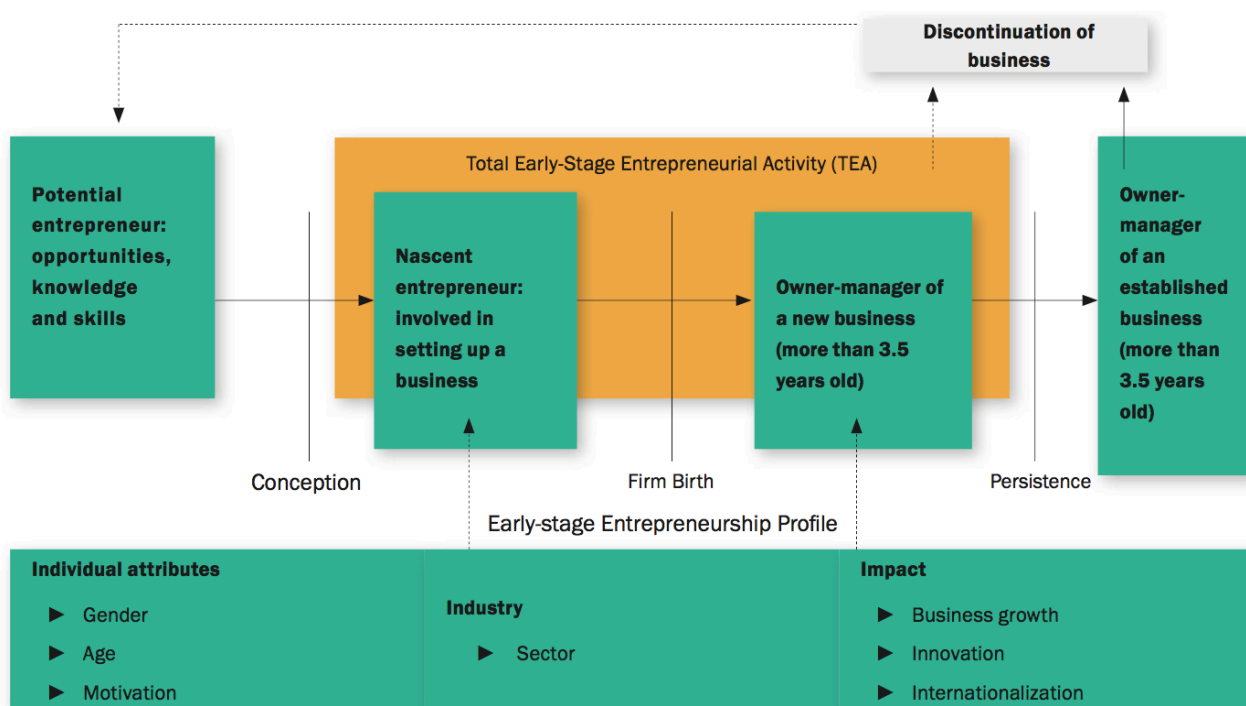 Discontinuation of
business
Total Early-Stage Entrepreneurial Activity (TEA)
Potential
entrepreneur:
opportunities,
knowledge
and skills
Nascent
entrepreneur:
involved in
setting up a
business
Owner-manager of
a new business
(more than 3.5
years old)
Owner-
manager
of an
established
business
(more than
3.5 years
old)
Conception
Firm Birth
Persistence
Early-stage Entrepreneurship Profile
Individual attributes
► Gender
► Age
► Motivation
Industry
► Sector
Impact
► Business growth
► Innovation
► Internationalization